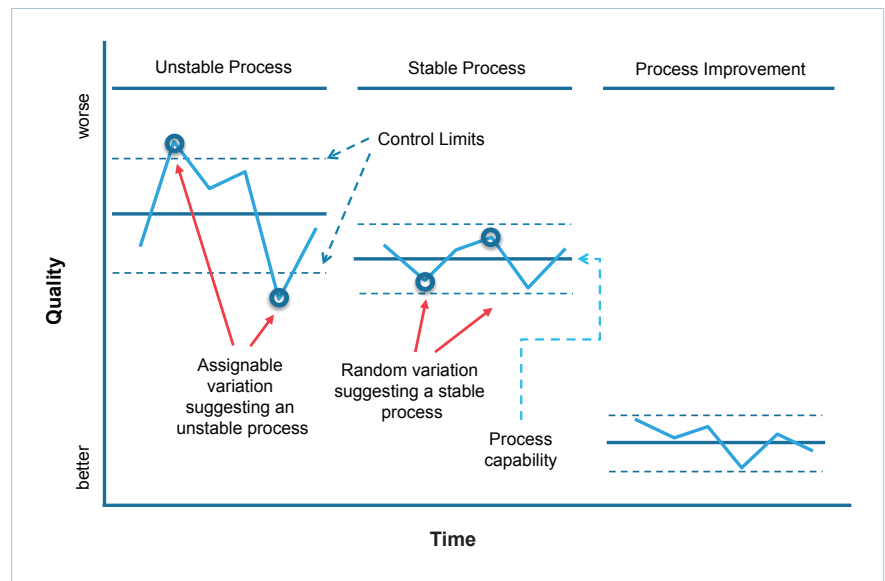 Unstable Process
Stable Process
Process Improvement
worse
Control Limits
Quality
Assignable
variation
suggesting an
unstable process
Random variation
suggesting a stable
process
Process
capability
better
Time